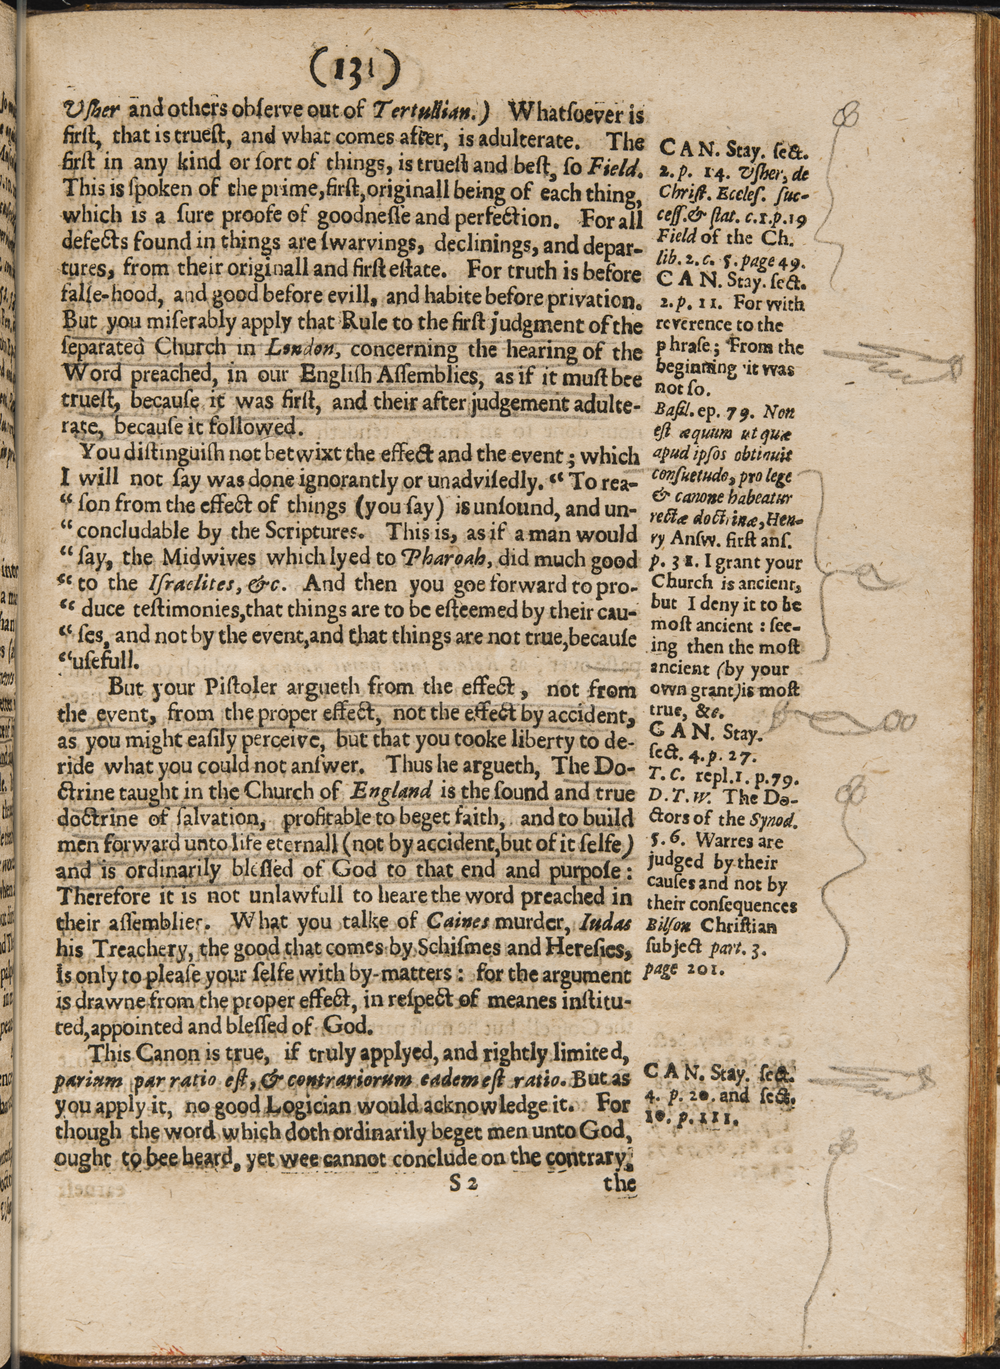 (131)
Vſher and others obſerve out of Tertullian.) Whatſoever is
firſt, that is trueſt, and what comes after, is adulterate. The
firſt in any kind or ſort of things, is trueſt and beſt, ſo Field.
This is ſpoken of the prime, firſt, originall being of each thing,
which is a ſure proofe of goodneſſe and perfection. For all
defects found in things are ſwarvings, declinings, and depar-
tures, from their originall and firſt eſtate. For truth is before
falſe-hood, and good before evill, and habite before privation.
But you miſerably apply that Rule to the firſt judgment of the
ſeparated Church in London, concerning the hearing of the
Word preached, in our Engliſh Aſſemblies, as if it muſt bee
trueſt, becauſe it was firſt, and their after judgement adulte-
rate, becauſe it followed.
You diſtinguiſh not betwixt the effect and the event; which
I will not ſay was done ignorantly or unadviſedly. “ To rea-
“ ſon from the effect of things (you ſay) is unſound, and un-
“ concludable by the Scriptures. This is, as if a man would
“ ſay, the Midwives which lyed to Pharoah, did much good
“ to the Iſraelites, &c. And then you goe forward to pro-
“ duce teſtimonies, that things are to be eſteemed by their cau-
“ ſes, and not by the event, and that things are not true, becauſe
“ uſefull.
But your Piſtoler argueth from the effect, not from
the event, from the proper effect, not the effect by accident,
as you might eaſily perceive, but that you tooke liberty to de-
ride what you could not anſwer. Thus he argueth, The Do-
ctrine taught in the Church of England is the ſound and true
doctrine of ſalvation, profitable to beget faith, and to build
men forward unto life eternall (not by accident, but of it ſelfe)
and is ordinarily bleſſed of God to that end and purpoſe:
Therefore it is not unlawfull to heare the word preached in
their aſſemblies. What you talke of Caines murder, Iudas
his Treachery, the good that comes by Schiſmes and Hereſies,
is only to pleaſe your ſelfe with by-matters: for the argument
is drawne from the proper effect, in reſpect of meanes inſtitu-
ted, appointed and bleſſed of God.
This Canon is true, if truly applyed, and rightly limited,
parium par ratio eſt, & contrariorum eadem eſt ratio. But as
you apply it, no good Logician would acknowledge it. For
though the word which doth ordinarily beget men unto God,
ought to bee heard, yet wee cannot conclude on the contrary,
S 2 the
CAN. Stay. ſect.
2. p. 14. Vſher, de
Chriſt. Eccleſ. ſuc-
ceſſ. & ſtat. c. 1. p. 19
Field of the Ch.
lib. 2. c. 5. page 49.
CAN. Stay. ſect.
2. p. 11. For with
reverence to the
phraſe; From the
beginning it was
not ſo.
Baſil. ep. 79. Non
eſt æquum ut quæ
apud ipſos obtinuit
conſuetudo, pro lege
& canone habeatur
rectæ doctrinæ, Hen-
ry Anſw. firſt anſ.
p. 38. I grant your
Church is ancient,
but I deny it to be
moſt ancient: ſee-
ing then the moſt
ancient (by your
own grant) is moſt
true, &c.
CAN. Stay.
ſect. 4. p. 27.
T. C. repl. 1. p. 79.
D. T. W. The Do-
ctors of the Synod.
5. 6. Warres are
judged by their
cauſes and not by
their conſequences
Bilſon Chriſtian
ſubject part. 3.
page 201.
CAN. Stay. ſect.
4. p. 20. and ſect.
10. p. 111.